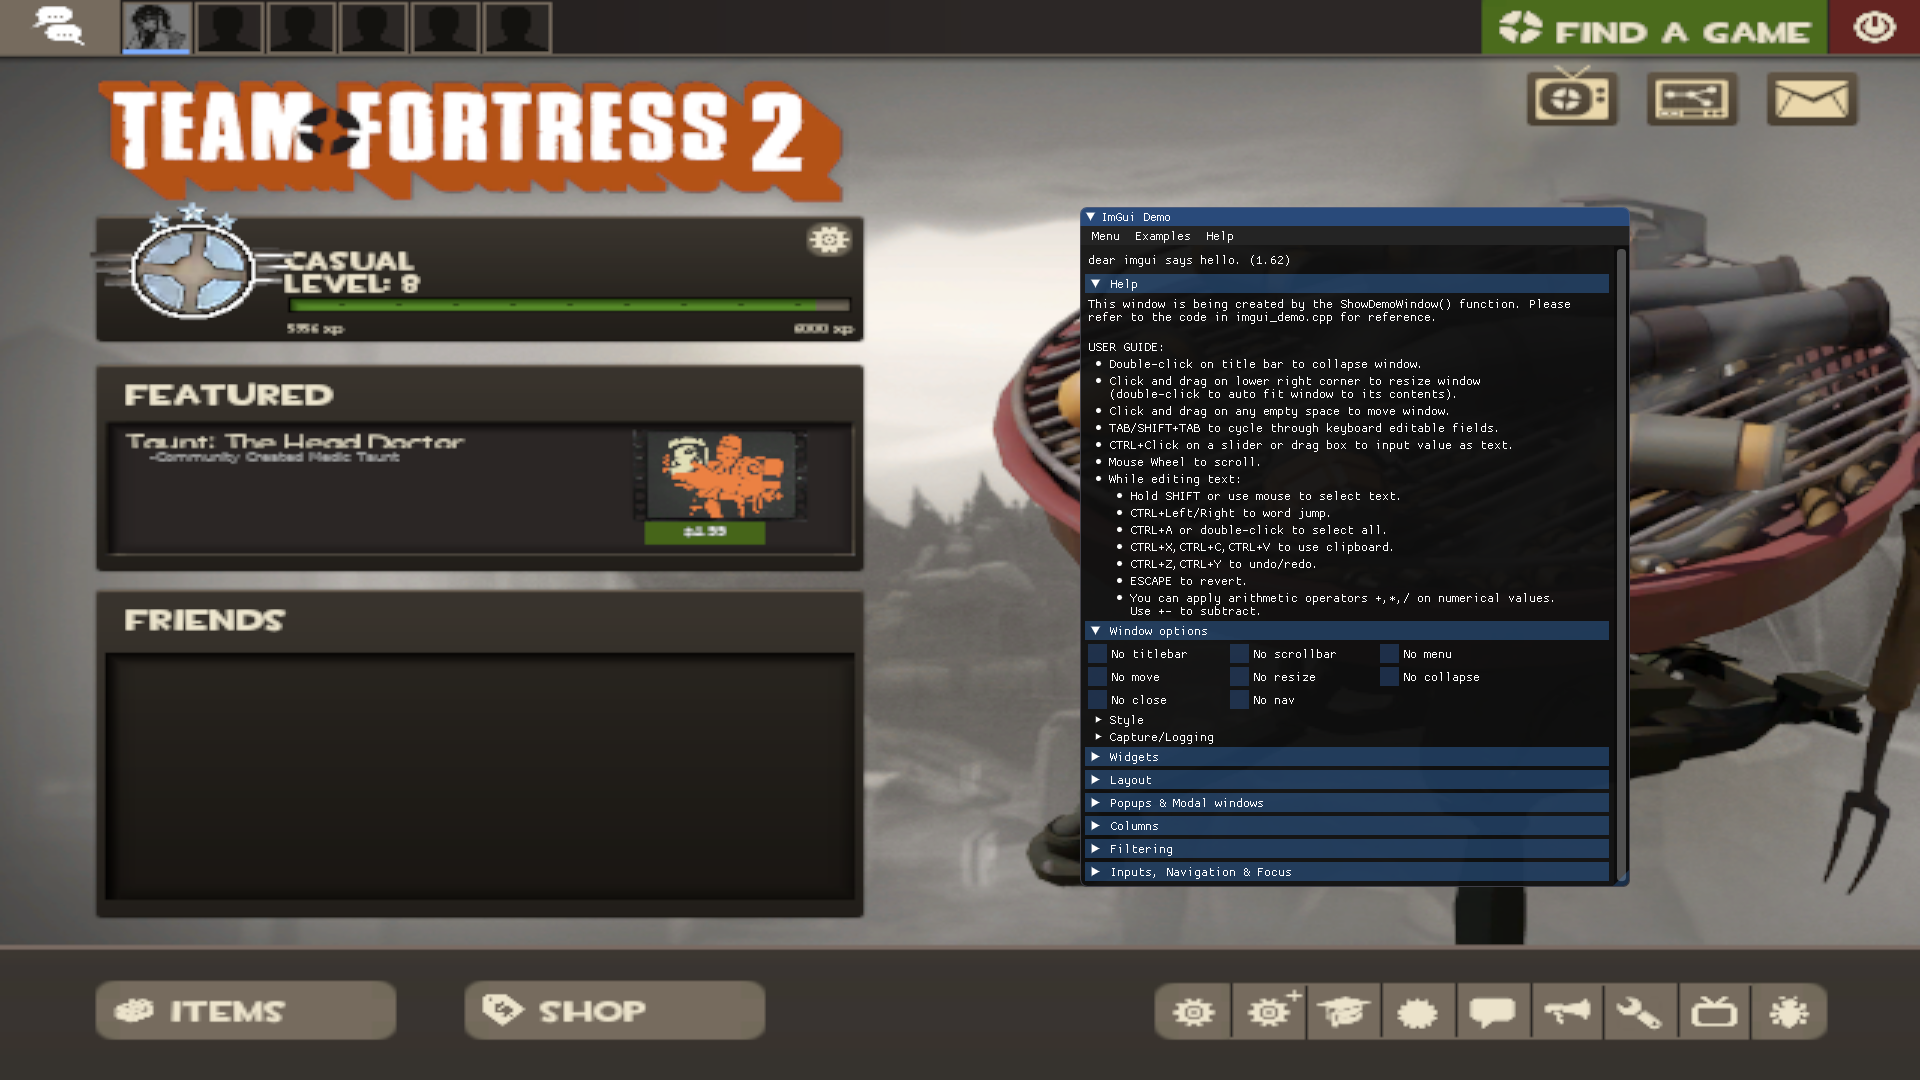 FIND A GAME
TEAM FORTRESS 2
CASUAL
LEVEL: 8
5956 xp
6000 xp
FEATURED
Taunt: The Head Doctor
-Community Created Medic Taunt
FRIENDS
ITEMS
SHOP
ImGui Demo
Menu Examples Help
dear imgui says hello. (1.62)
Help
This window is being created by the ShowDemoWindow() function. Please
refer to the code in imgui_demo.cpp for reference.
USER GUIDE:
Double-click on title bar to collapse window.
Click and drag on lower right corner to resize window
(double-click to auto fit window to its contents).
Click and drag on any empty space to move window.
TAB/SHIFT+TAB to cycle through keyboard editable fields.
CTRL+Click on a slider or drag box to input value as text.
Mouse Wheel to scroll.
While editing text:
Hold SHIFT or use mouse to select text.
CTRL+Left/Right to word jump.
CTRL+A or double-click to select all.
CTRL+X,CTRL+C,CTRL+V to use clipboard.
CTRL+Z,CTRL+Y to undo/redo.
ESCAPE to revert.
You can apply arithmetic operators +,*,/ on numerical values.
Use +- to subtract.
Window options
No titlebar No scrollbar No menu
No move No resize No collapse
No close No nav
Style
Capture/Logging
Widgets
Layout
Popups & Modal windows
Columns
Filtering
Inputs, Navigation & Focus